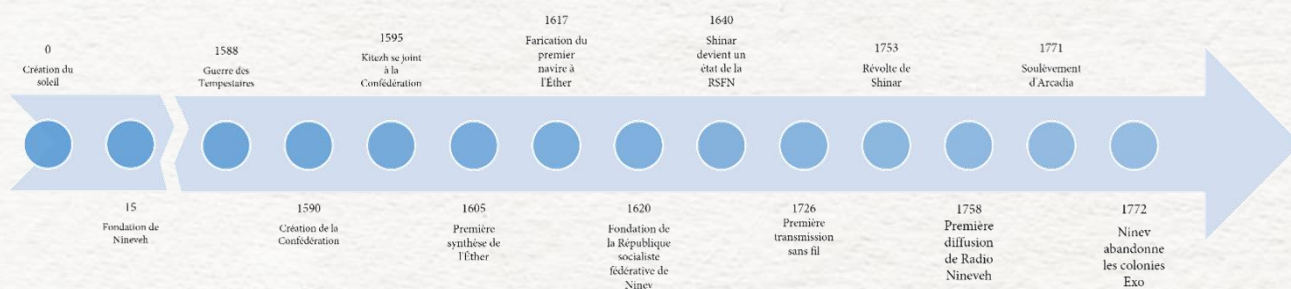 0
Création du
soleil
15
Fondation de
Nineveh
1588
Guerre des
Tempestaires
1590
Création de la
Confédération
1595
Kitezh se joint
à la
Confédération
1605
Première
synthèse de
l'Éther
1617
Farication du
premier
navire à
l'Éther
1620
Fondation de
la République
socialiste
fédérative de
Ninev
1640
Shinar
devient un
état de la
RSFN
1726
Première
transmission
sans fil
1753
Révolte de
Shinar
1758
Première
diffusion
de Radio
Nineveh
1771
Soulèvement
d'Arcadia
1772
Ninev
abandonne
les colonies
Exo